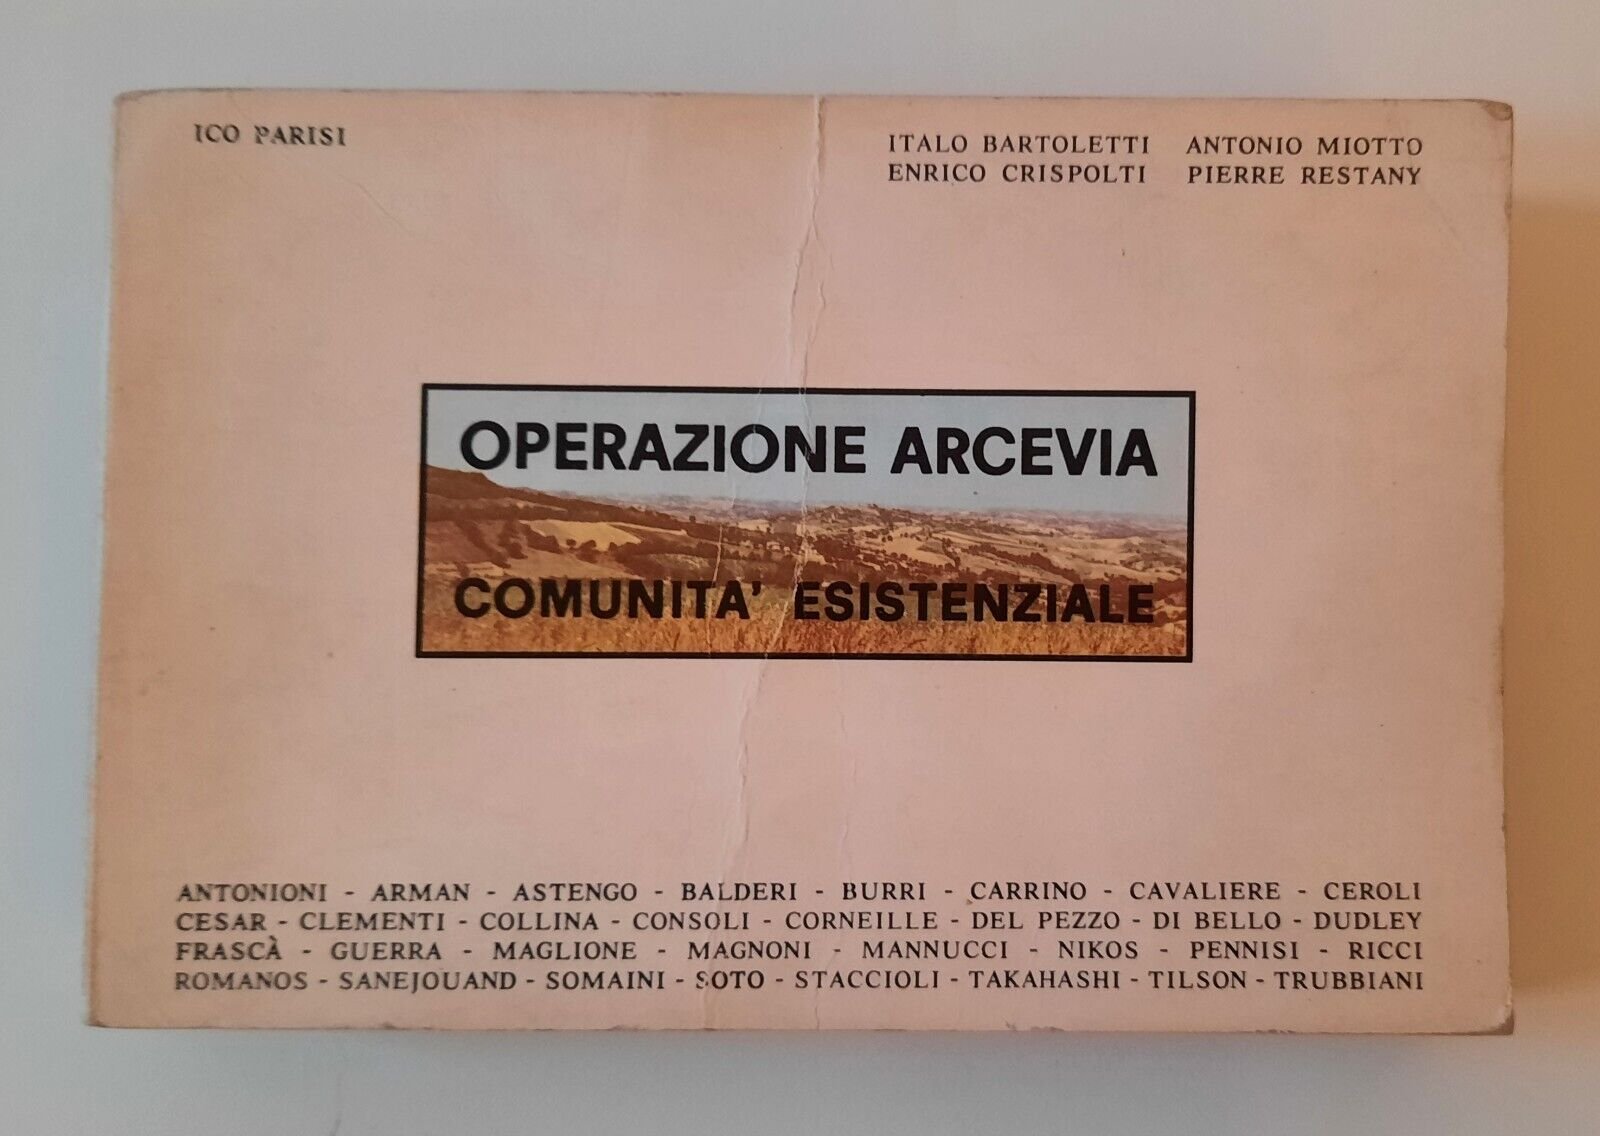 ICO PARISI
ITALO BARTOLETTI ANTONIO MIOTTO
ENRICO CRISPOLTI PIERRE RESTANY
OPERAZIONE ARCEVIA
COMUNITA' ESISTENZIALE
ANTONIONI - ARMAN - ASTENGO - BALDERI - BURRI - CARRINO - CAVALIERE - CEROLI
CESAR - CLEMENTI - COLLINA - CONSOLI - CORNEILLE - DEL PEZZO - DI BELLO - DUDLEY
FRASCÀ - GUERRA - MAGLIONE - MAGNONI - MANNUCCI - NIKOS - PENNISI - RICCI
ROMANOS - SANEJOUAND - SOMAINI - SOTO - STACCIOLI - TAKAHASHI - TILSON - TRUBBIANI